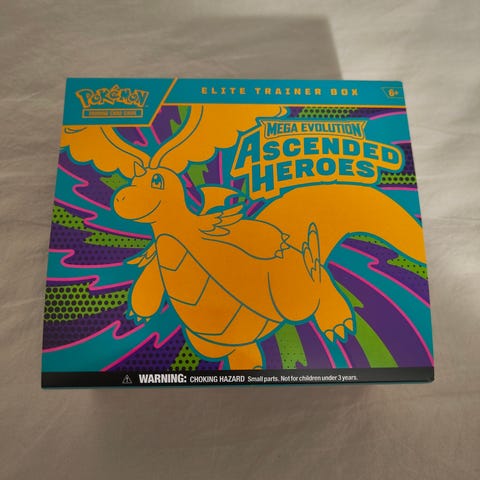 POKÉMON
TRADING CARD GAME
ELITE TRAINER BOX
6+
MEGA EVOLUTION
ASCENDED
HEROES
WARNING: CHOKING HAZARD Small parts. Not for children under 3 years.